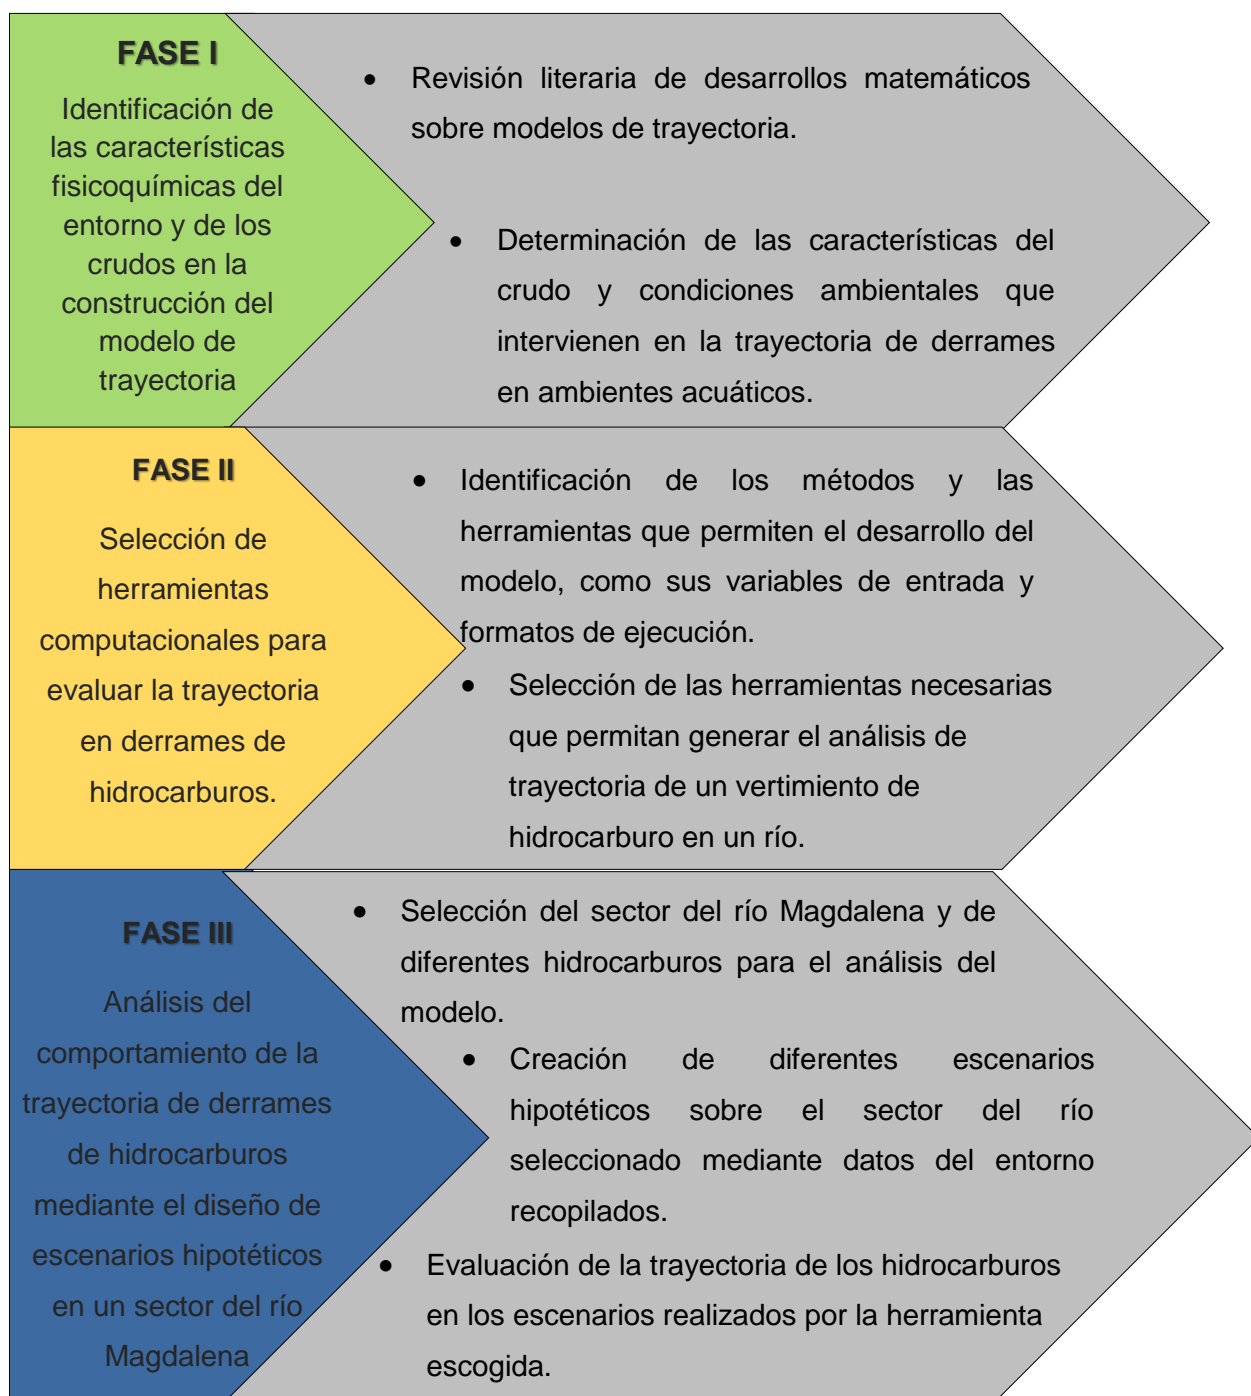 FASE I
Identificación de
las características
fisicoquímicas del
entorno y de los
crudos en la
construcción del
modelo de
trayectoria
• Revisión literaria de desarrollos matemáticos
sobre modelos de trayectoria.
• Determinación de las características del
crudo y condiciones ambientales que
intervienen en la trayectoria de derrames
en ambientes acuáticos.
FASE II
Selección de
herramientas
computacionales para
evaluar la trayectoria
en derrames de
hidrocarburos.
• Identificación de los métodos y las
herramientas que permiten el desarrollo del
modelo, como sus variables de entrada y
formatos de ejecución.
• Selección de las herramientas necesarias
que permitan generar el análisis de
trayectoria de un vertimiento de
hidrocarburo en un río.
FASE III
Análisis del
comportamiento de la
trayectoria de derrames
de hidrocarburos
mediante el diseño de
escenarios hipotéticos
en un sector del río
Magdalena
• Selección del sector del río Magdalena y de
diferentes hidrocarburos para el análisis del
modelo.
• Creación de diferentes escenarios
hipotéticos sobre el sector del río
seleccionado mediante datos del entorno
recopilados.
• Evaluación de la trayectoria de los hidrocarburos
en los escenarios realizados por la herramienta
escogida.